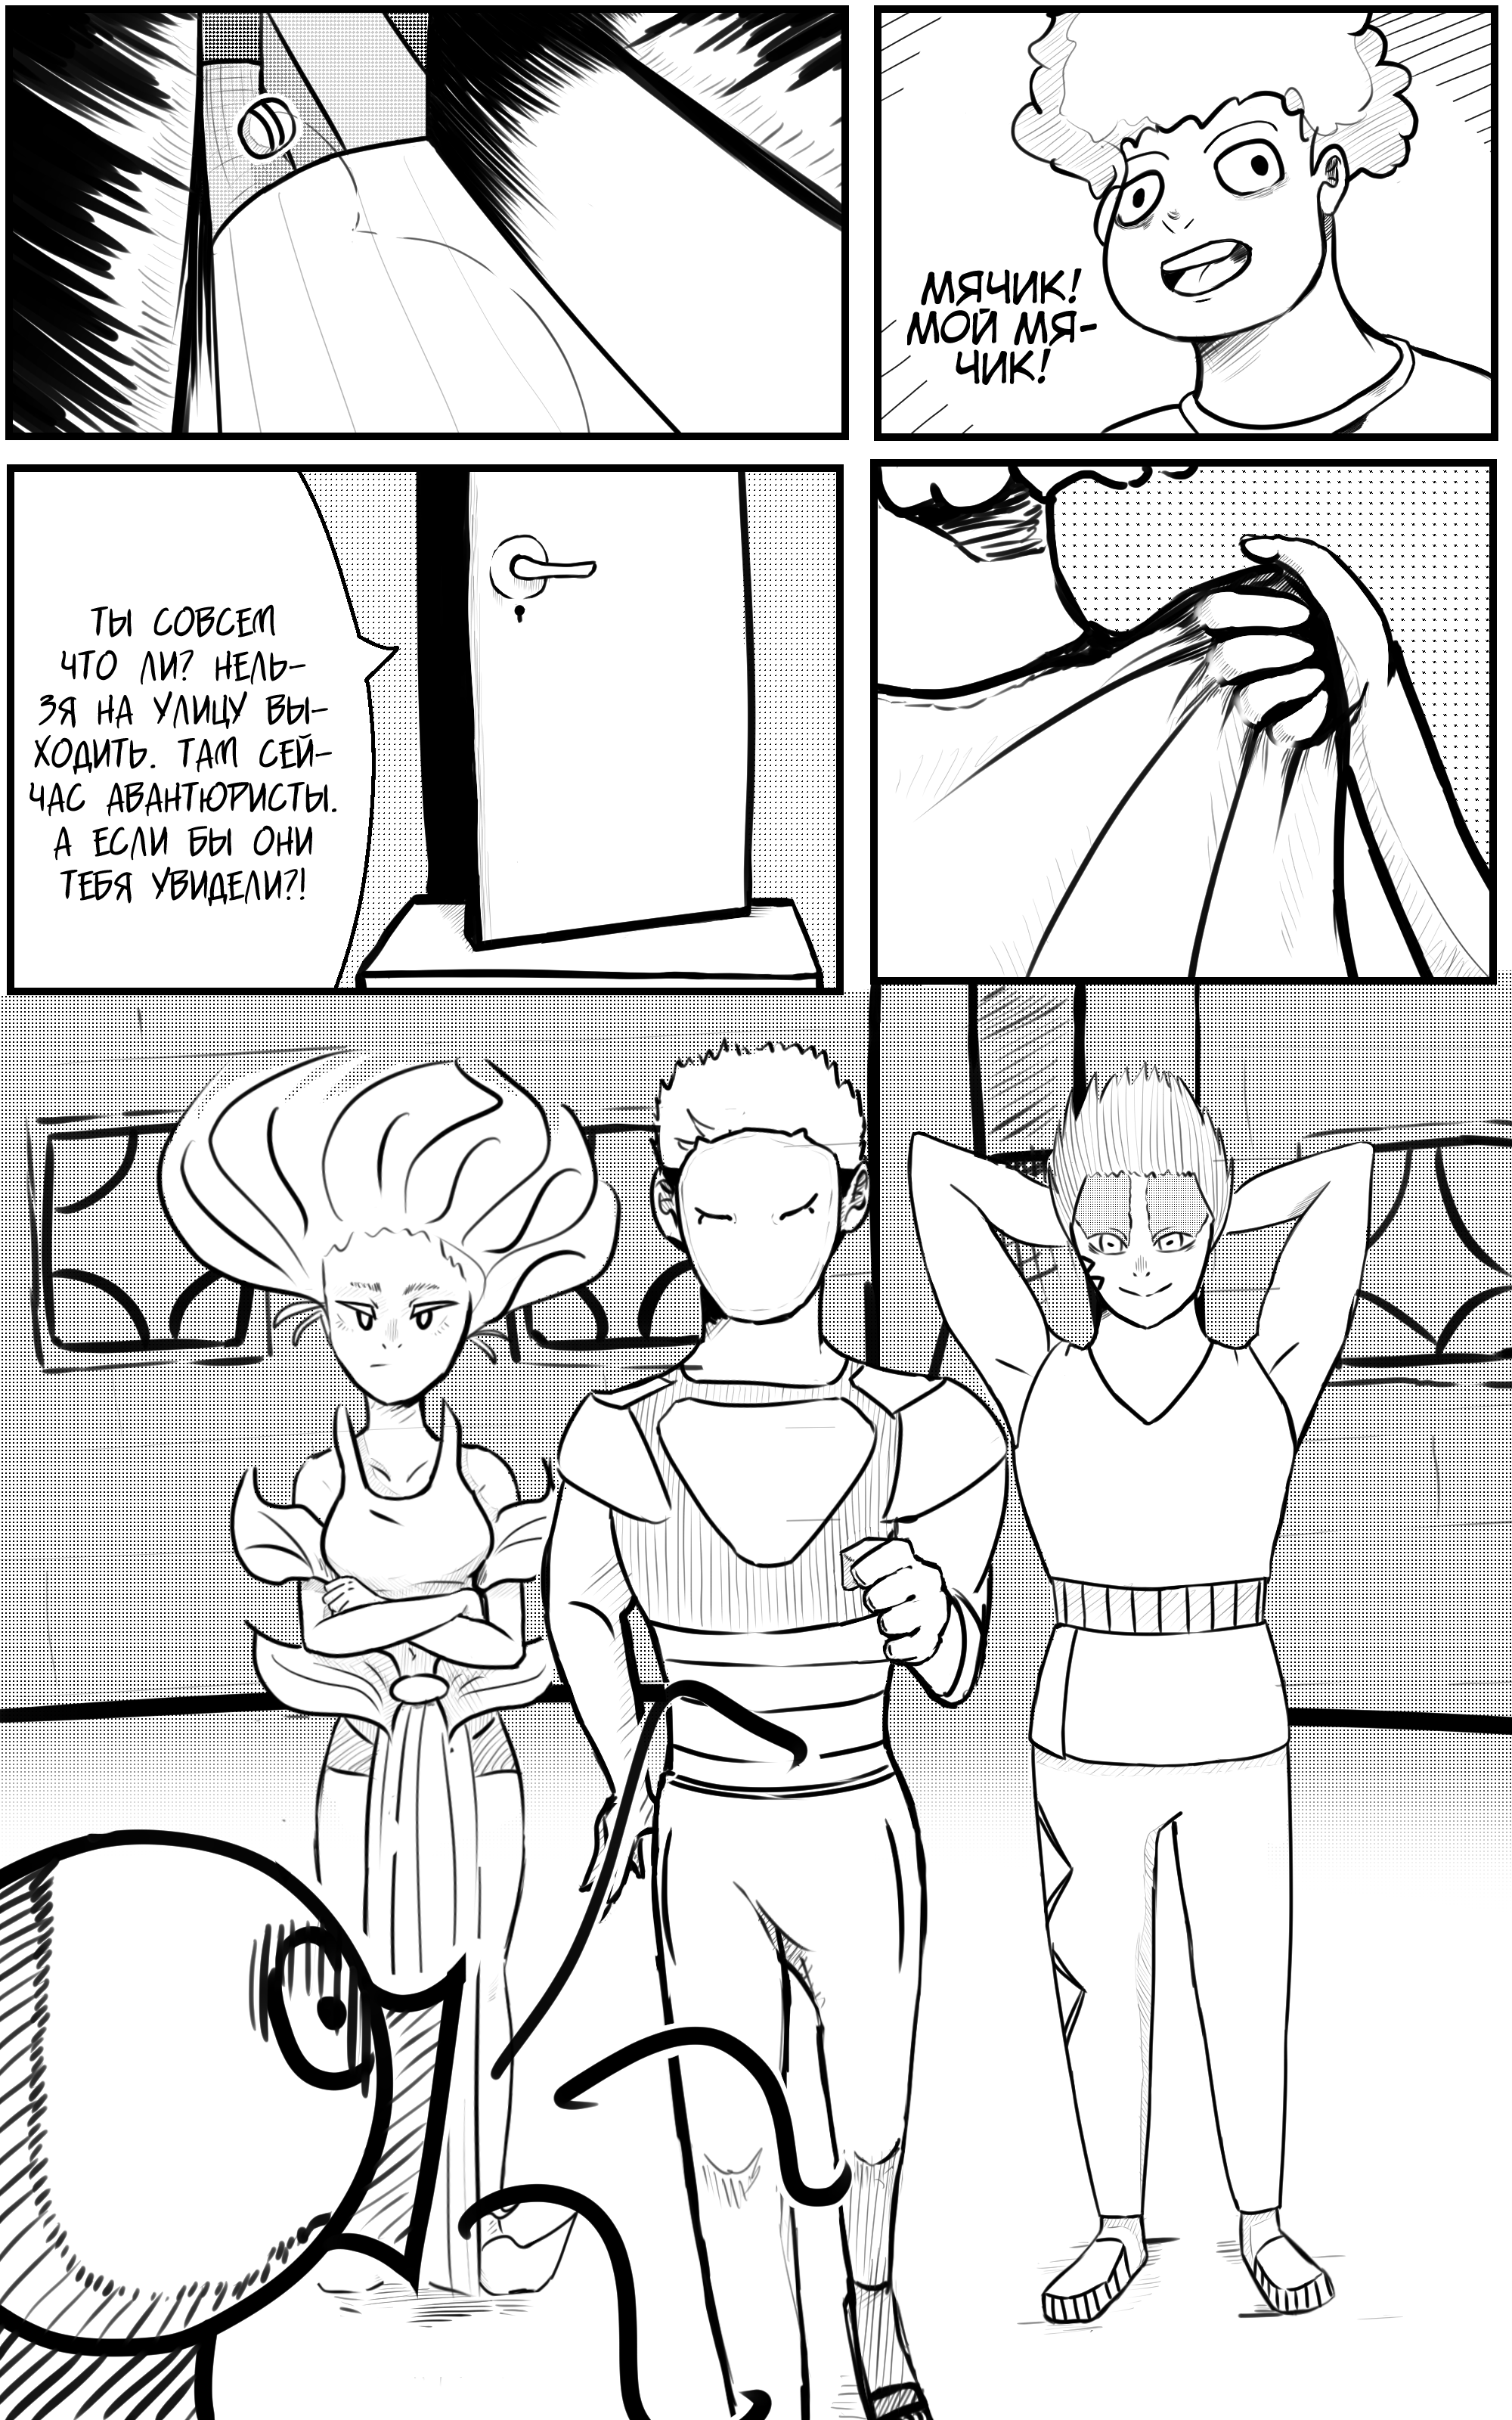 МЯЧИК!
МОЙ МЯ-
ЧИК!
ТЫ СОВСЕМ
ЧТО ЛИ? НЕЛЬ-
ЗЯ НА УЛИЦУ ВЫ-
ХОДИТЬ. ТАМ СЕЙ-
ЧАС АВАНТЮРИСТЫ.
А ЕСЛИ БЫ ОНИ
ТЕБЯ УВИДЕЛИ?!